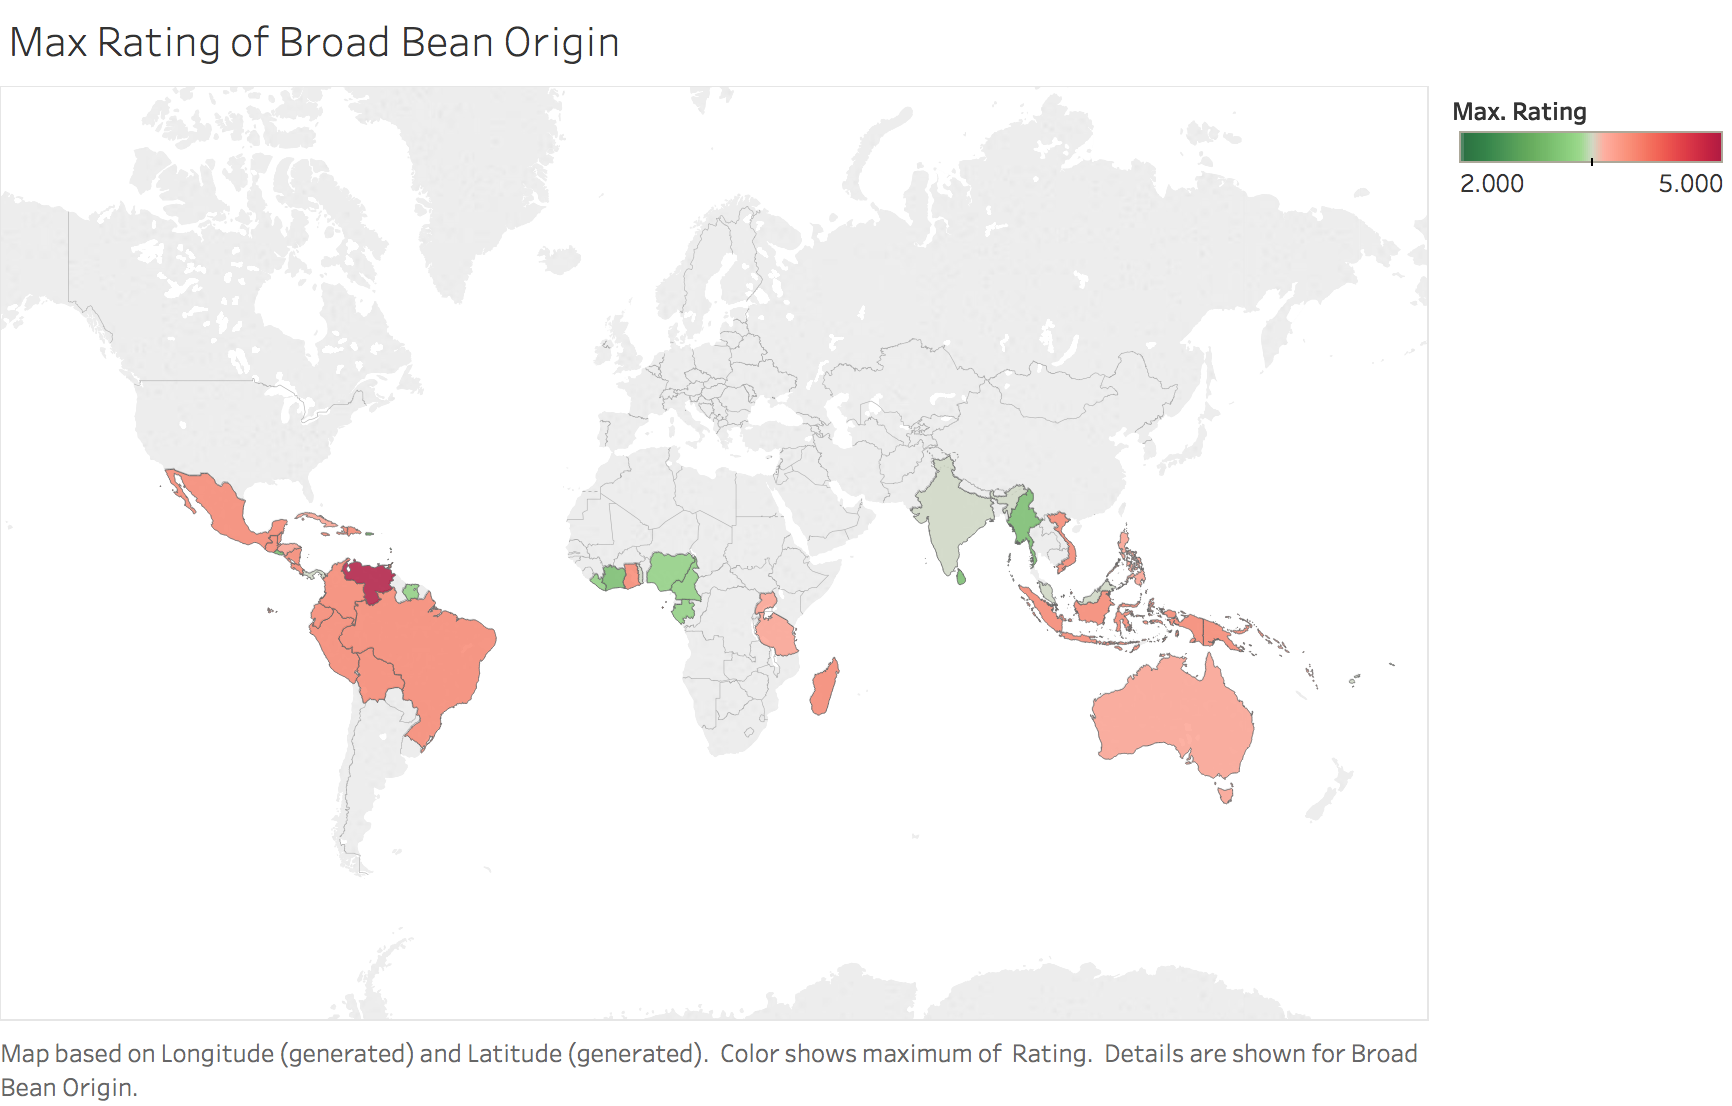 Max Rating of Broad Bean Origin
Max. Rating
2.000 5.000
Map based on Longitude (generated) and Latitude (generated).  Color shows maximum of  Rating.  Details are shown for Broad
Bean Origin.